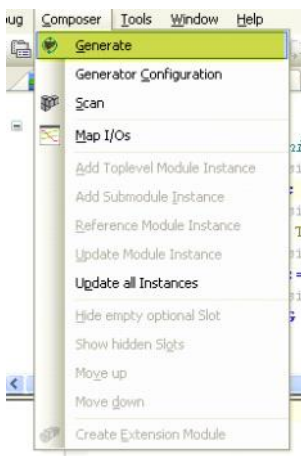 ug Composer Tools Window Help
Generate
Generator Configuration
Scan
Map I/Os
Add Toplevel Module Instance
Add Submodule Instance
Reference Module Instance
Update Module Instance
Update all Instances
Hide empty optional Slot
Show hidden Slots
Move up
Move down
Create Extension Module